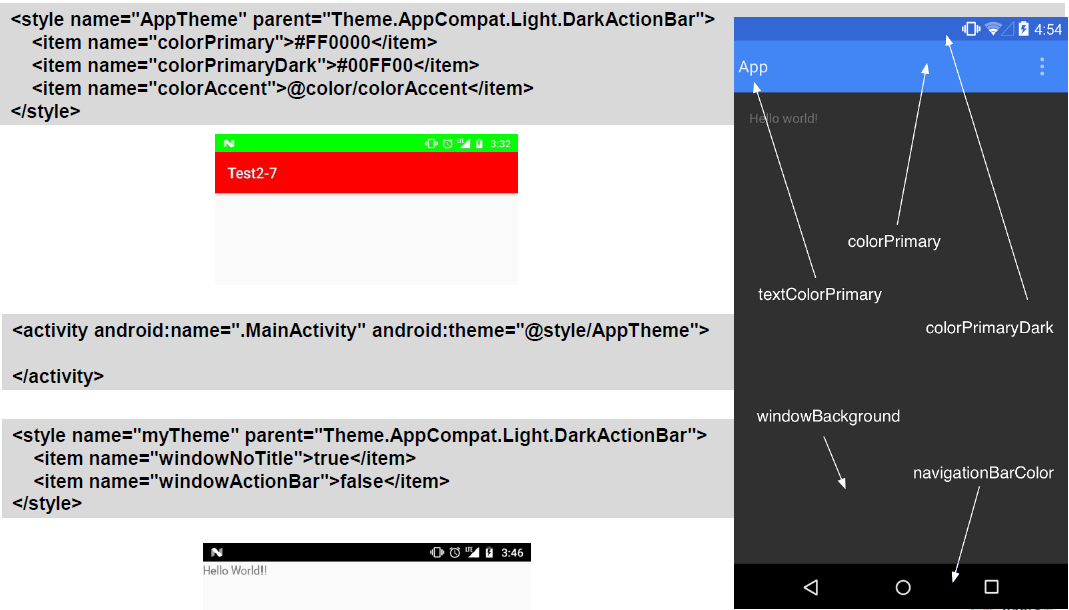 <style name="AppTheme" parent="Theme.AppCompat.Light.DarkActionBar">
<item name="colorPrimary">#FF0000</item>
<item name="colorPrimaryDark">#00FF00</item>
<item name="colorAccent">@color/colorAccent</item>
</style>
3:32
Test2-7
<activity android:name=".MainActivity" android:theme="@style/AppTheme">
</activity>
<style name="myTheme" parent="Theme.AppCompat.Light.DarkActionBar">
<item name="windowNoTitle">true</item>
<item name="windowActionBar">false</item>
</style>
LTE 3:46
Hello World!!
4:54
App
Hello world!
colorPrimary
textColorPrimary
colorPrimaryDark
windowBackground
navigationBarColor